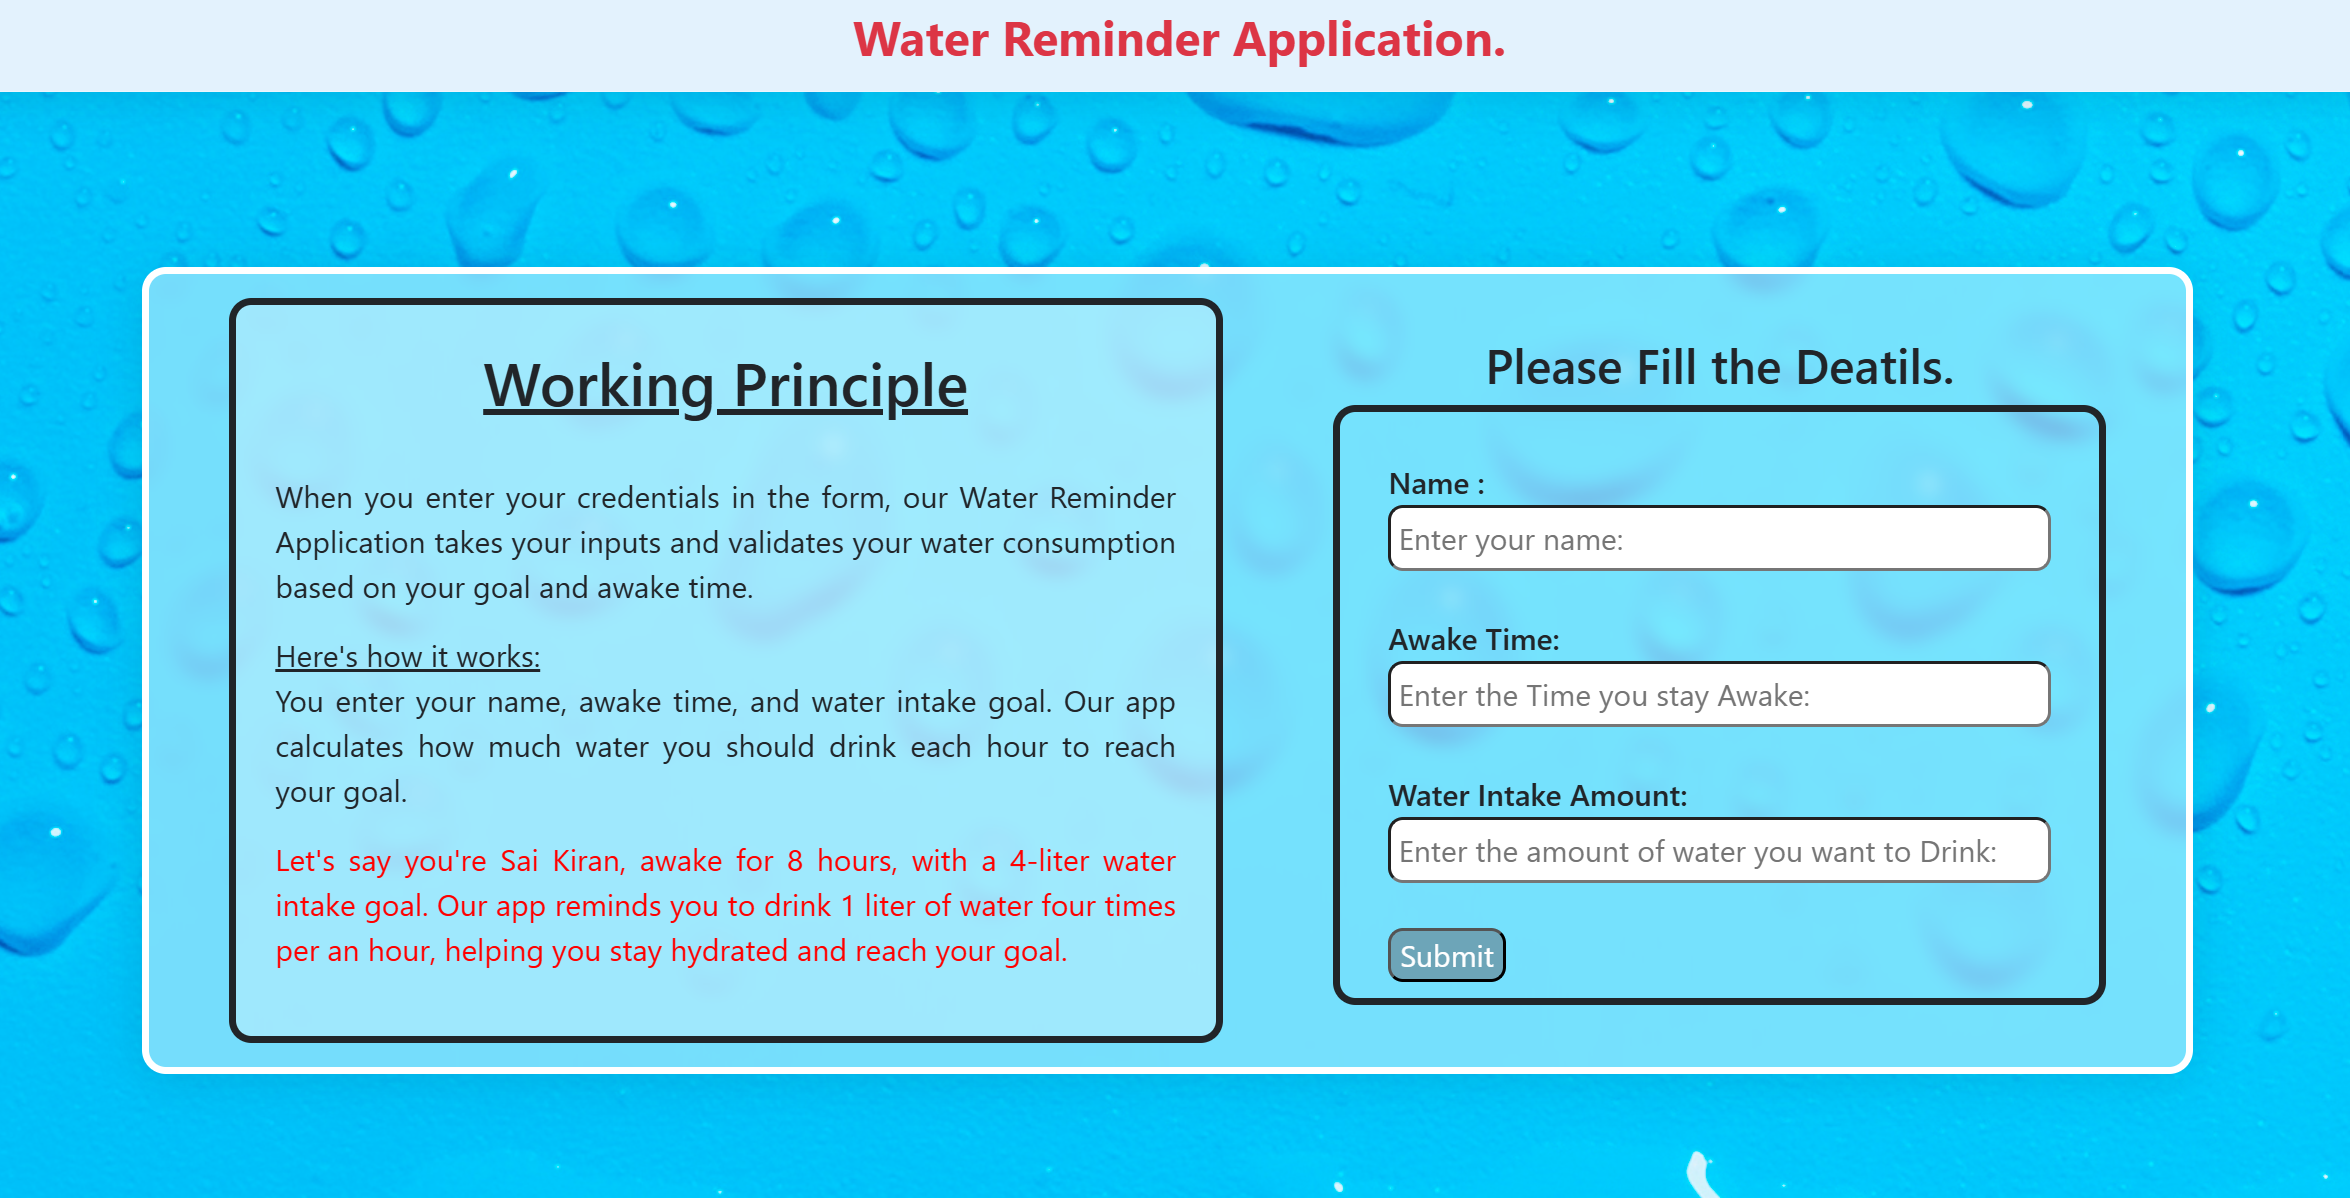 Water Reminder Application.
Working Principle
When you enter your credentials in the form, our Water Reminder
Application takes your inputs and validates your water consumption
based on your goal and awake time.
Here's how it works:
You enter your name, awake time, and water intake goal. Our app
calculates how much water you should drink each hour to reach
your goal.
Let's say you're Sai Kiran, awake for 8 hours, with a 4-liter water
intake goal. Our app reminds you to drink 1 liter of water four times
per an hour, helping you stay hydrated and reach your goal.
Please Fill the Deatils.
Name :
Enter your name:
Awake Time:
Enter the Time you stay Awake:
Water Intake Amount:
Enter the amount of water you want to Drink:
Submit